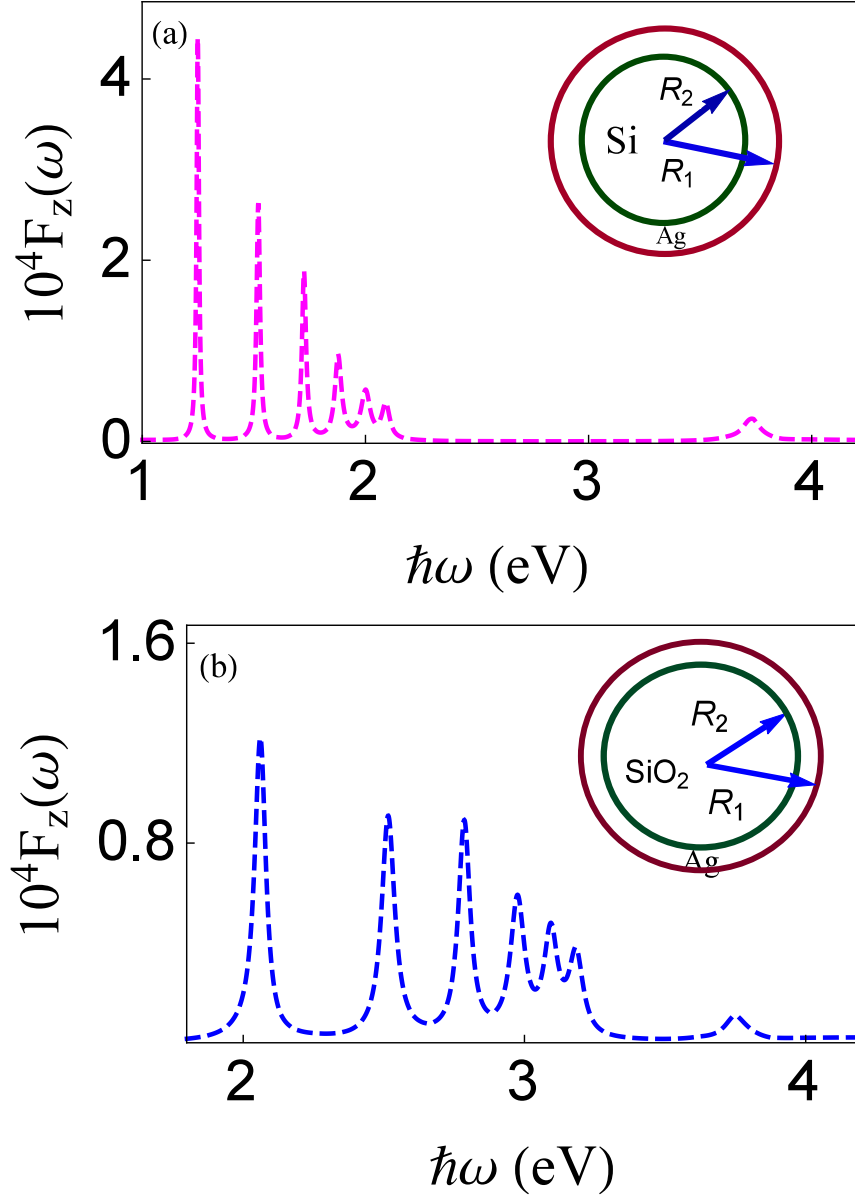 (a)
10⁴F_z(ω)
4
2
0
R₂
Si
R₁
Ag
1 2 3 4
ħω (eV)
(b)
10⁴F_z(ω)
1.6
0.8
R₂
SiO₂
R₁
Ag
2 3 4
ħω (eV)